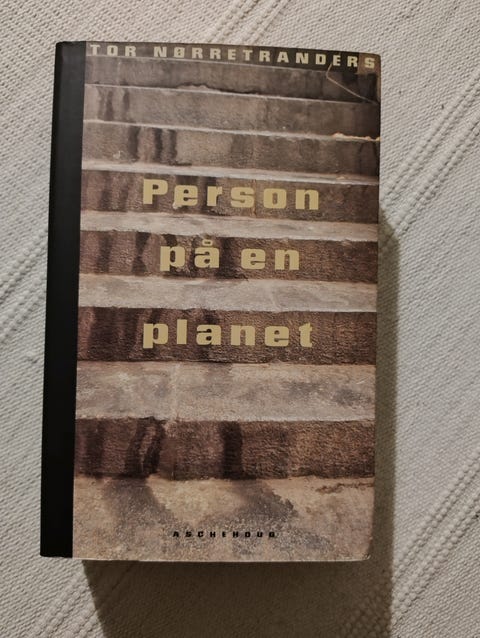 TOR NØRRETRANDERS
Person
på en
planet
ASCHEHOUG